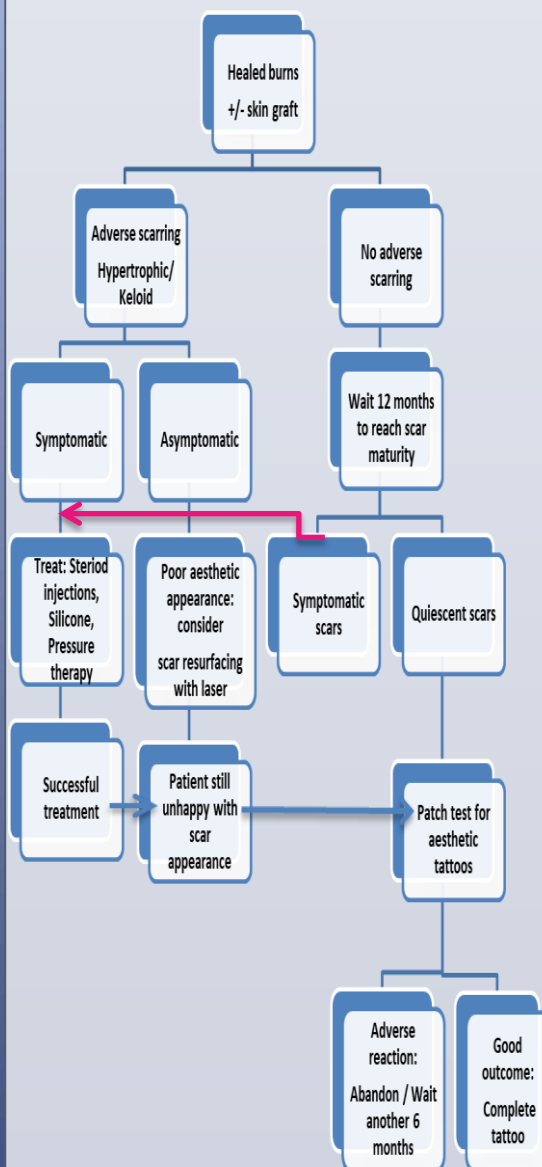 Healed burns
+/- skin graft
Adverse scarring
Hypertrophic/
Keloid
No adverse
scarring
Symptomatic
Asymptomatic
Wait 12 months
to reach scar
maturity
Treat: Steriod
injections,
Silicone,
Pressure
therapy
Poor aesthetic
appearance:
consider
scar resurfacing
with laser
Symptomatic
scars
Quiescent scars
Successful
treatment
Patient still
unhappy with
scar
appearance
Patch test for
aesthetic
tattoos
Adverse
reaction:
Abandon / Wait
another 6
months
Good
outcome:
Complete
tattoo